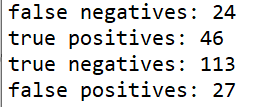 false negatives: 24
true positives: 46
true negatives: 113
false positives: 27